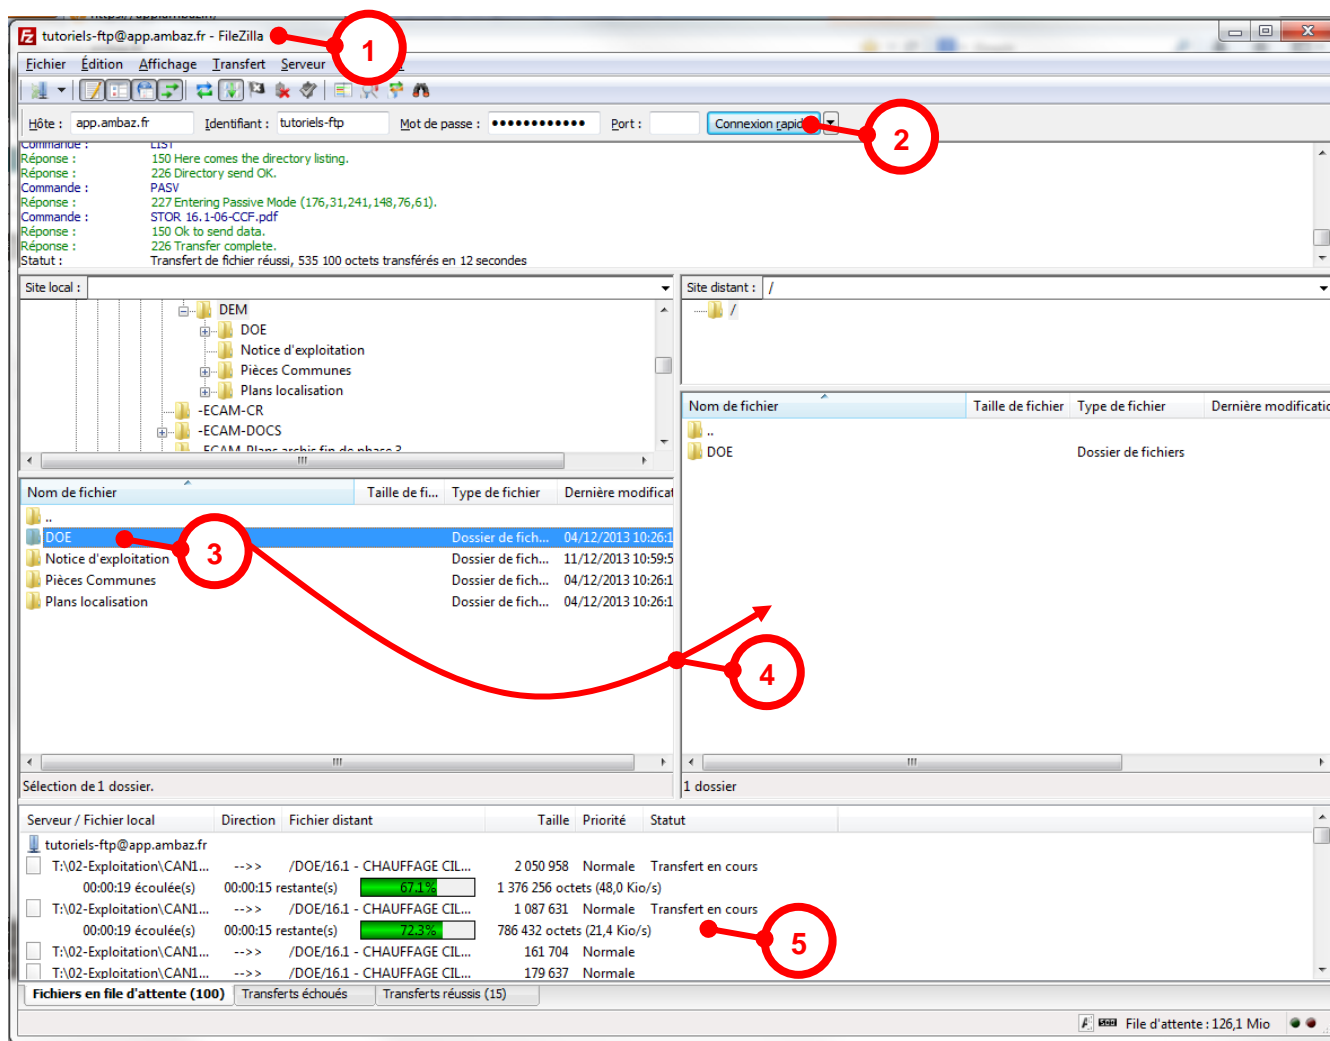 tutoriels-ftp@app.ambaz.fr - FileZilla
1
Fichier Édition Affichage Transfert Serveur
Hôte : app.ambaz.fr Identifiant : tutoriels-ftp Mot de passe : •••••••••••• Port :
Connexion rapid
2
Commande : LIST
Réponse : 150 Here comes the directory listing.
Réponse : 226 Directory send OK.
Commande : PASV
Réponse : 227 Entering Passive Mode (176,31,241,148,76,61).
Commande : STOR 16.1-06-CCF.pdf
Réponse : 150 Ok to send data.
Réponse : 226 Transfer complete.
Statut : Transfert de fichier réussi, 535 100 octets transférés en 12 secondes
Site local :
DEM
DOE
Notice d'exploitation
Pièces Communes
Plans localisation
-ECAM-CR
-ECAM-DOCS
-ECAM-Plans archis fin de phase 3
Site distant : /
/
Nom de fichier Taille de fi... Type de fichier Dernière modificat
..
DOE Dossier de fich... 04/12/2013 10:26:1
Notice d'exploitation Dossier de fich... 11/12/2013 10:59:5
Pièces Communes Dossier de fich... 04/12/2013 10:26:1
Plans localisation Dossier de fich... 04/12/2013 10:26:1
3
Sélection de 1 dossier.
Nom de fichier Taille de fichier Type de fichier Dernière modificatio
..
DOE Dossier de fichiers
4
1 dossier
Serveur / Fichier local Direction Fichier distant Taille Priorité Statut
tutoriels-ftp@app.ambaz.fr
T:\02-Exploitation\CAN1... -->> /DOE/16.1 - CHAUFFAGE CIL... 2 050 958 Normale Transfert en cours
00:00:19 écoulée(s) 00:00:15 restante(s) 67.1% 1 376 256 octets (48,0 Kio/s)
T:\02-Exploitation\CAN1... -->> /DOE/16.1 - CHAUFFAGE CIL... 1 087 631 Normale Transfert en cours
00:00:19 écoulée(s) 00:00:15 restante(s) 72.3% 786 432 octets (21,4 Kio/s)
5
T:\02-Exploitation\CAN1... -->> /DOE/16.1 - CHAUFFAGE CIL... 161 704 Normale
T:\02-Exploitation\CAN1... -->> /DOE/16.1 - CHAUFFAGE CIL... 179 637 Normale
Fichiers en file d'attente (100) Transferts échoués Transferts réussis (15)
File d'attente : 126,1 Mio